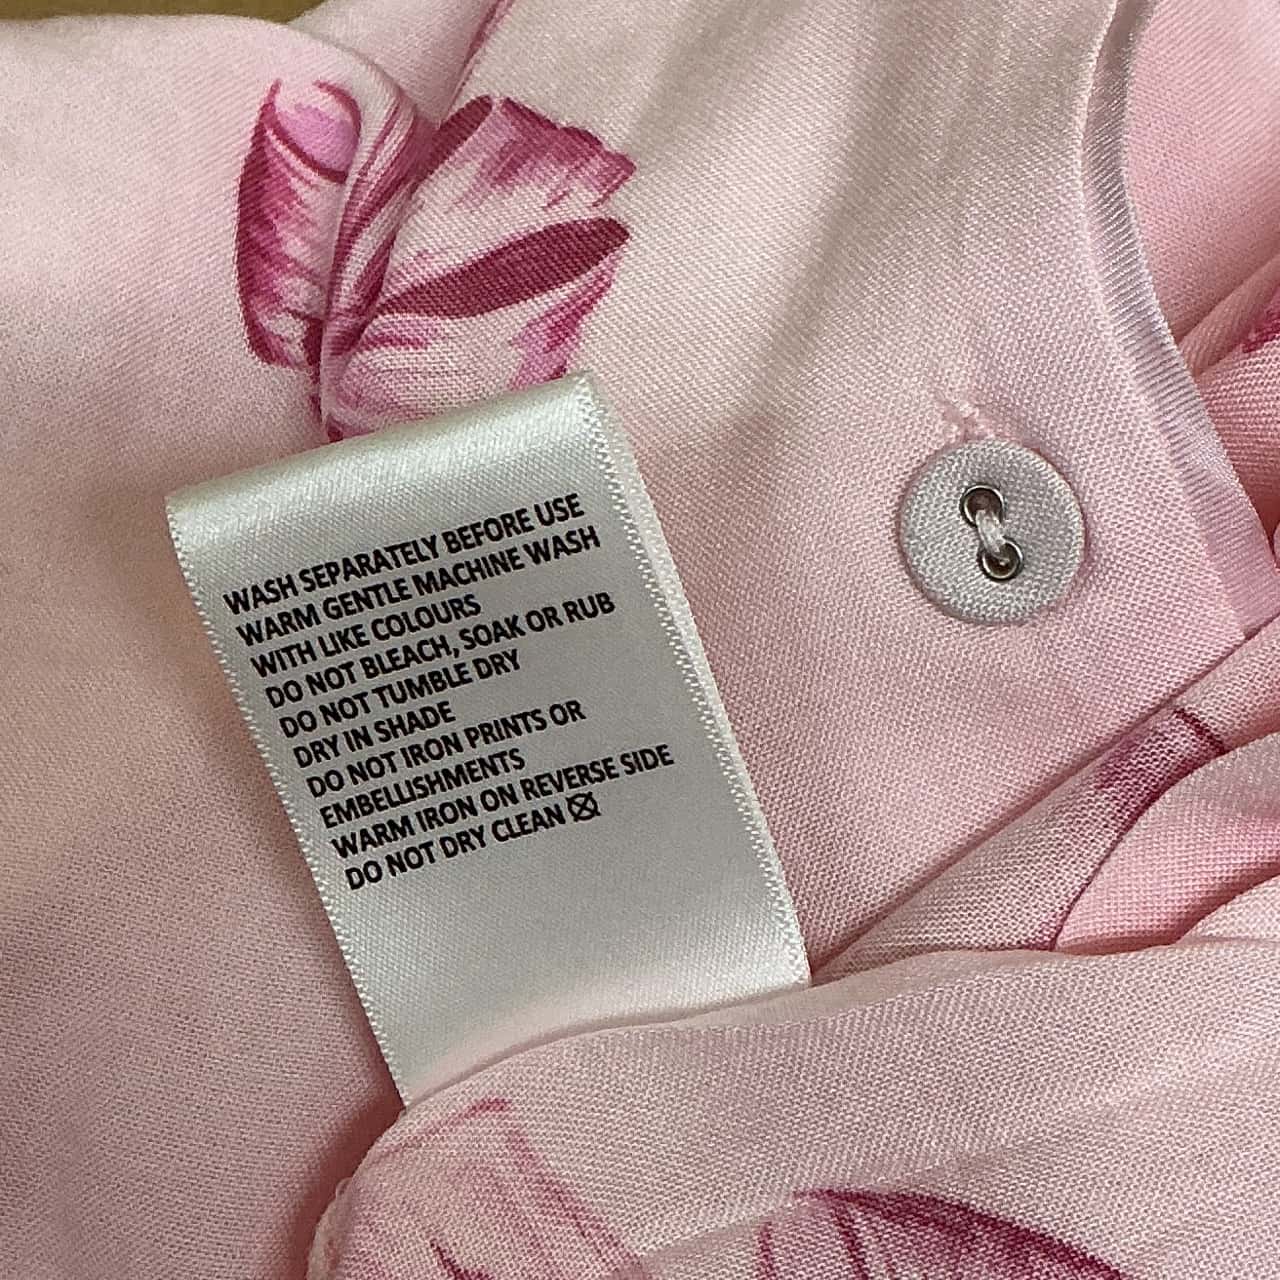 WASH SEPARATELY BEFORE USE
WARM GENTLE MACHINE WASH
WITH LIKE COLOURS
DO NOT BLEACH, SOAK OR RUB
DO NOT TUMBLE DRY
DRY IN SHADE
DO NOT IRON PRINTS OR
EMBELLISHMENTS
WARM IRON ON REVERSE SIDE
DO NOT DRY CLEAN